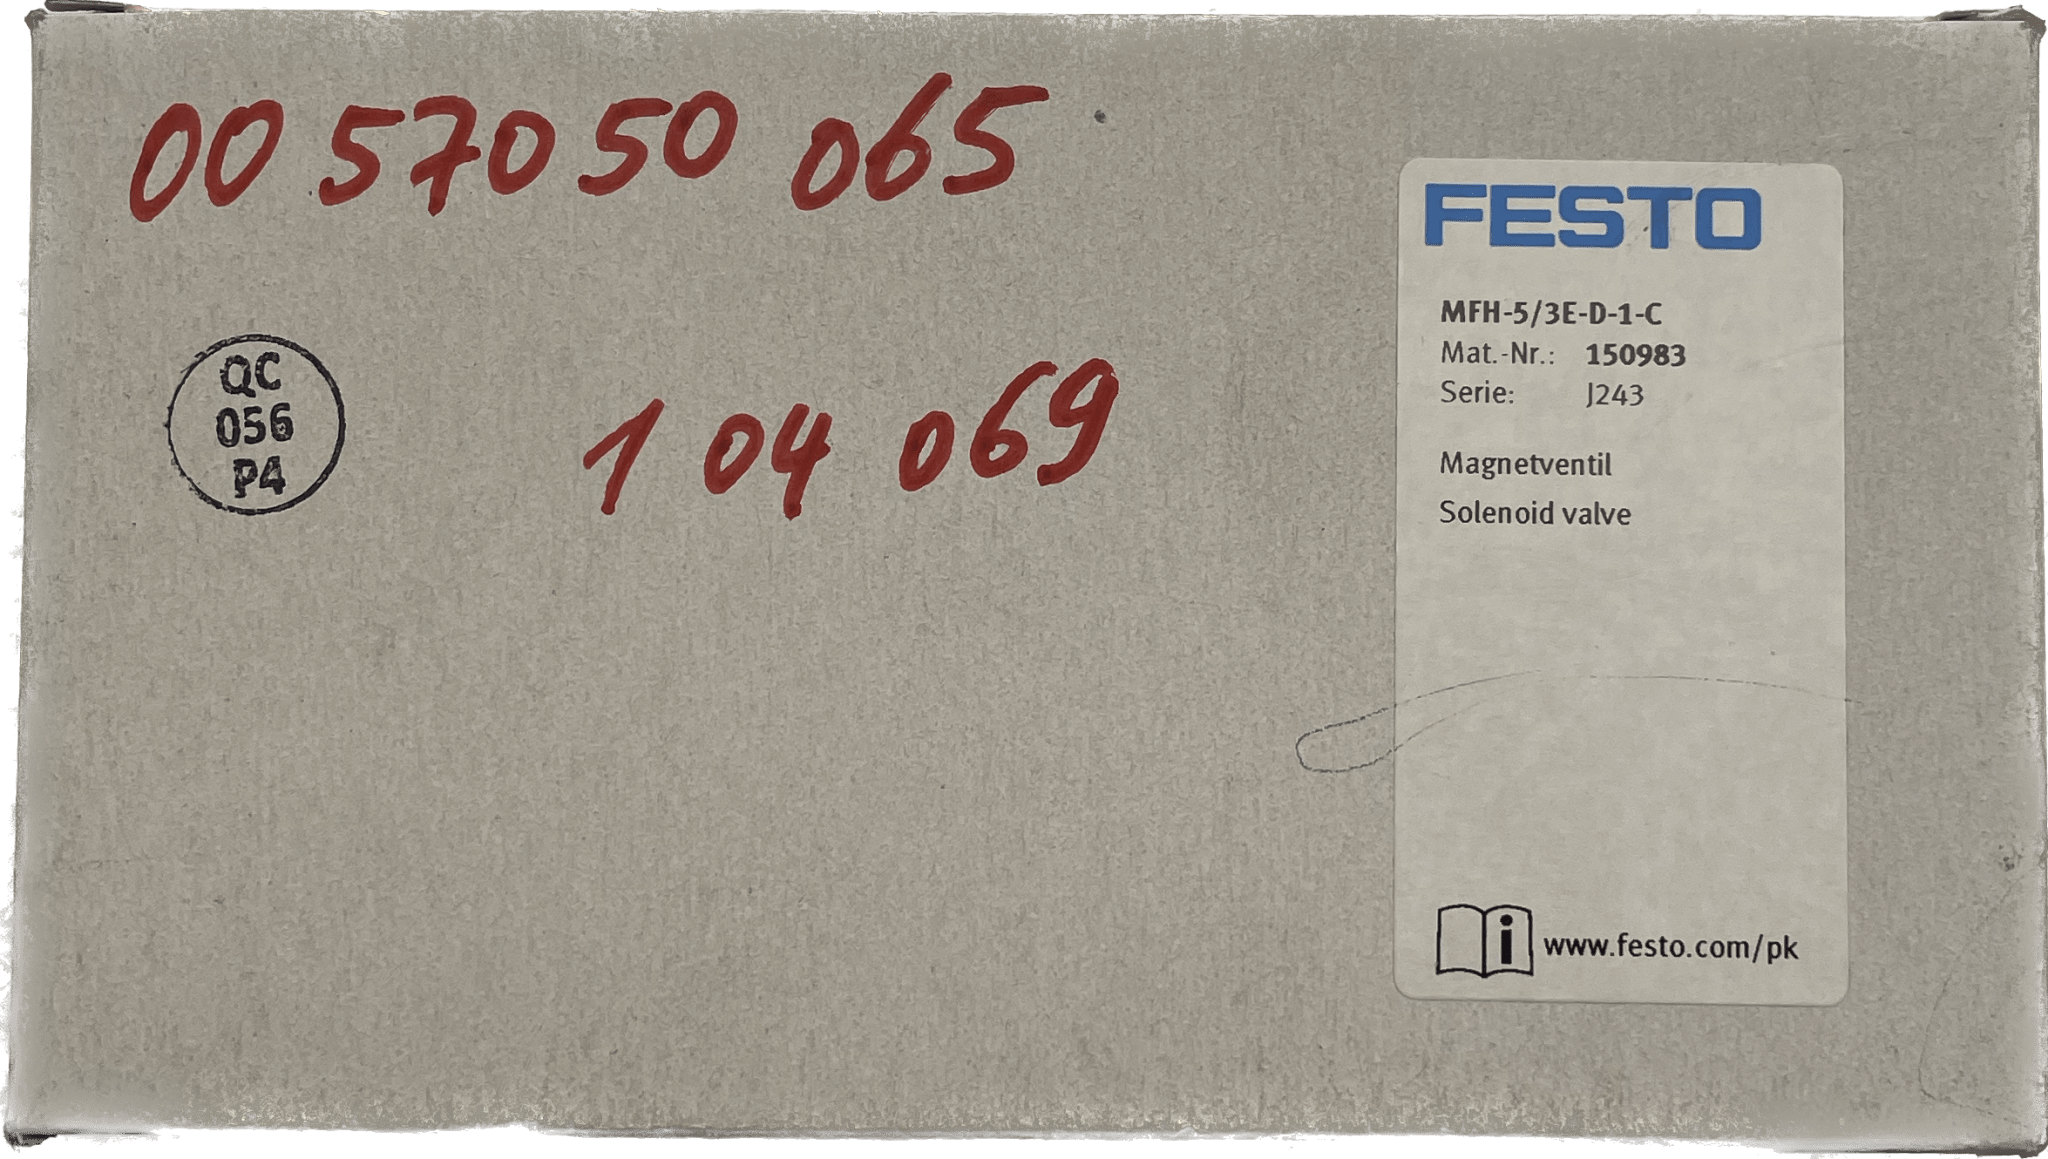 00 570 50 065
QC
056
P4
1 04 069
FESTO
MFH-5/3E-D-1-C
Mat.-Nr.: 150983
Serie: J243
Magnetventil
Solenoid valve
i www.festo.com/pk